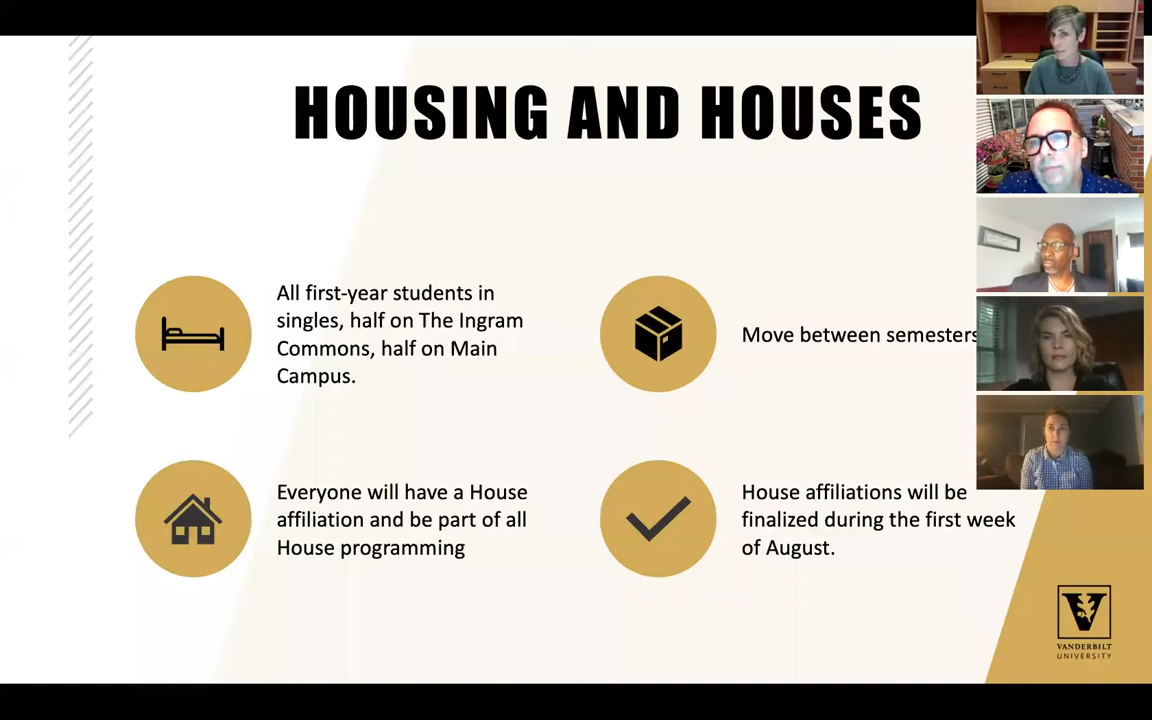 HOUSING AND HOUSES
All first-year students in
singles, half on The Ingram
Commons, half on Main
Campus.
Move between semesters
Everyone will have a House
affiliation and be part of all
House programming
House affiliations will be
finalized during the first week
of August.
V
VANDERBILT
UNIVERSITY